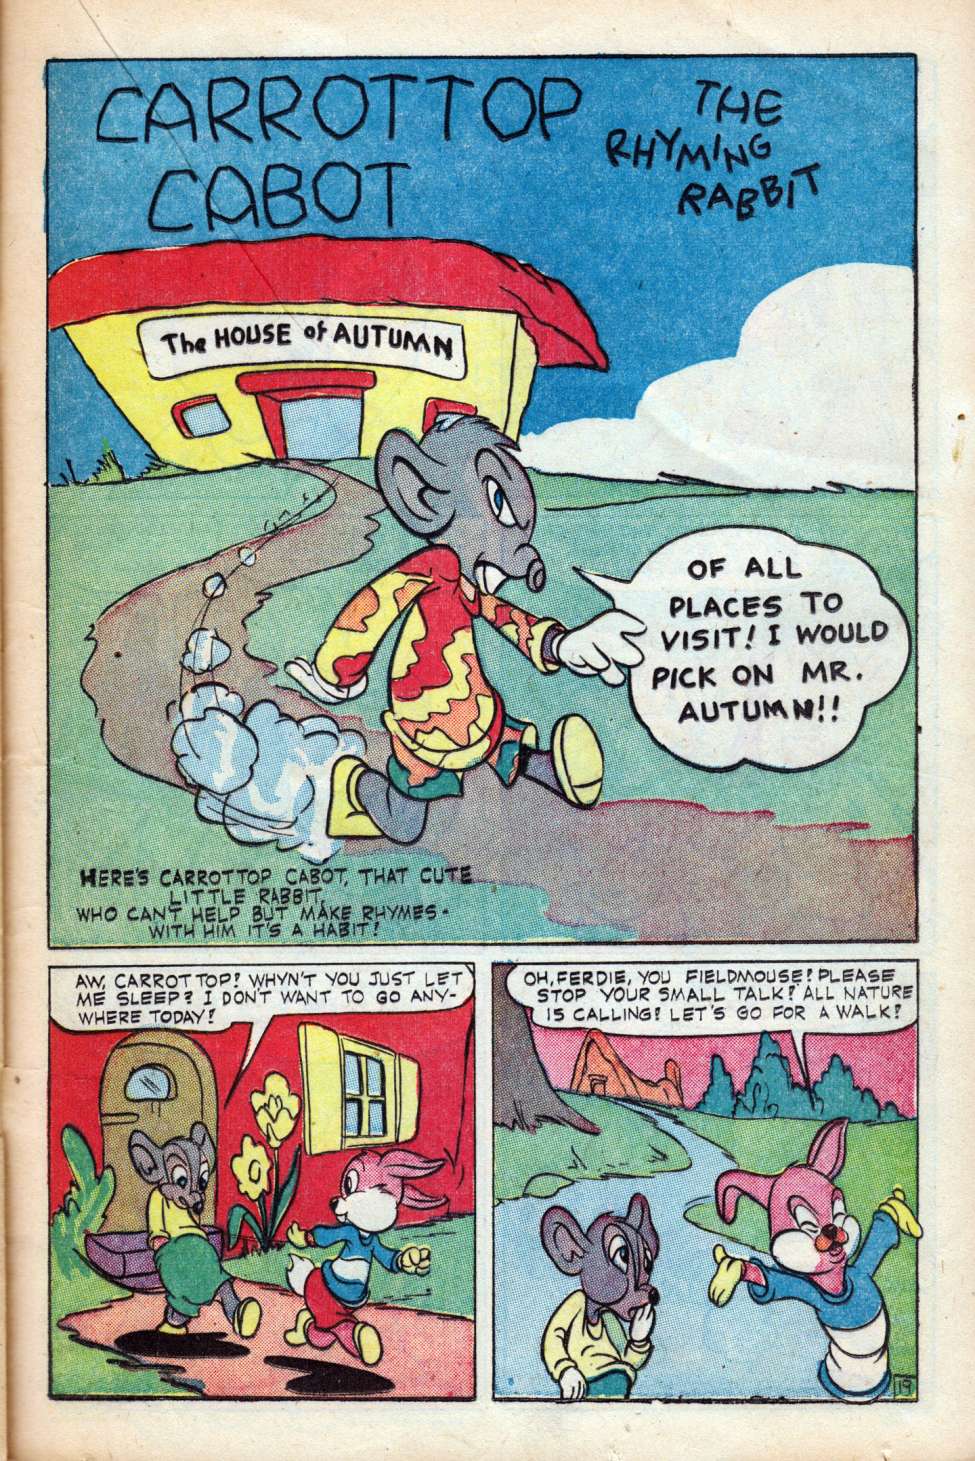 CARROTTOP
CABOT
THE
RHYMING
RABBIT
The HOUSE of AUTUMN
OF ALL
PLACES TO
VISIT! I WOULD
PICK ON MR.
AUTUMN!!
HERE'S CARROTTOP CABOT, THAT CUTE
LITTLE RABBIT,
WHO CAN'T HELP BUT MAKE RHYMES-
WITH HIM IT'S A HABIT!
AW, CARROTTOP! WHYN'T YOU JUST LET
ME SLEEP? I DON'T WANT TO GO ANY-
WHERE TODAY!
OH, FERDIE, YOU FIELDMOUSE! PLEASE
STOP YOUR SMALL TALK! ALL NATURE
IS CALLING! LET'S GO FOR A WALK!
19